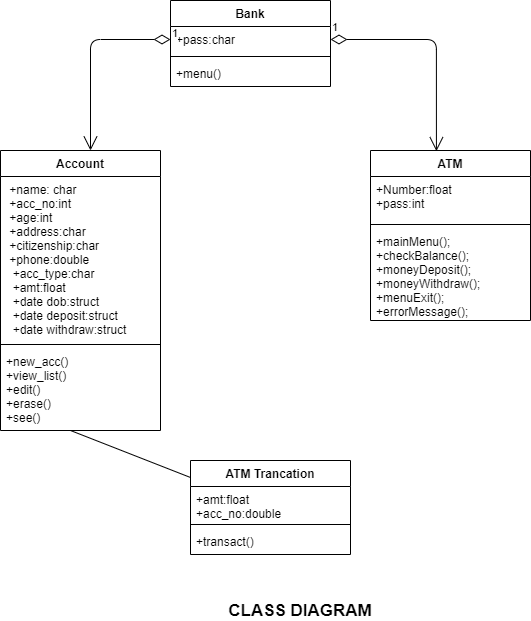 Bank
1
+pass:char
1
+menu()
Account
+name: char
+acc_no:int
+age:int
+address:char
+citizenship:char
+phone:double
+acc_type:char
+amt:float
+date dob:struct
+date deposit:struct
+date withdraw:struct
+new_acc()
+view_list()
+edit()
+erase()
+see()
ATM
+Number:float
+pass:int
+mainMenu();
+checkBalance();
+moneyDeposit();
+moneyWithdraw();
+menuExit();
+errorMessage();
ATM Trancation
+amt:float
+acc_no:double
+transact()
CLASS DIAGRAM